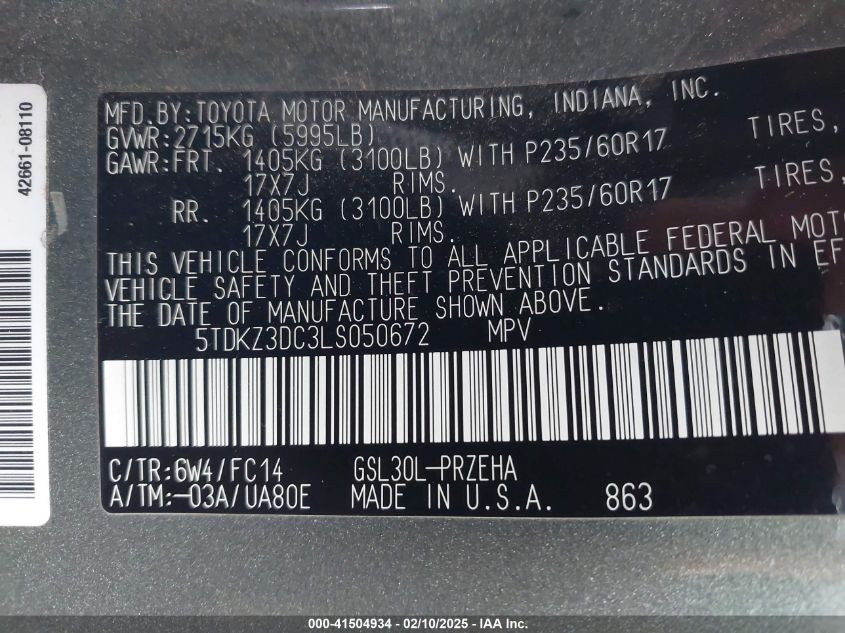 42661-08110
MFD.BY:TOYOTA MOTOR MANUFACTURING, INDIANA, INC.
GVWR:2715KG (5995LB)
GAWR:FRT. 1405KG (3100LB) WITH P235/60R17 TIRES,
17X7J RIMS.
RR. 1405KG (3100LB) WITH P235/60R17 TIRES,
17X7J RIMS.
THIS VEHICLE CONFORMS TO ALL APPLICABLE FEDERAL MOT
VEHICLE SAFETY AND THEFT PREVENTION STANDARDS IN EF
THE DATE OF MANUFACTURE SHOWN ABOVE.
5TDKZ3DC3LS050672 MPV
C/TR:6W4/FC14 GSL30L-PRZEHA
A/TM:-03A/UA80E MADE IN U.S.A. 863
000-41504934 - 02/10/2025 - IAA Inc.